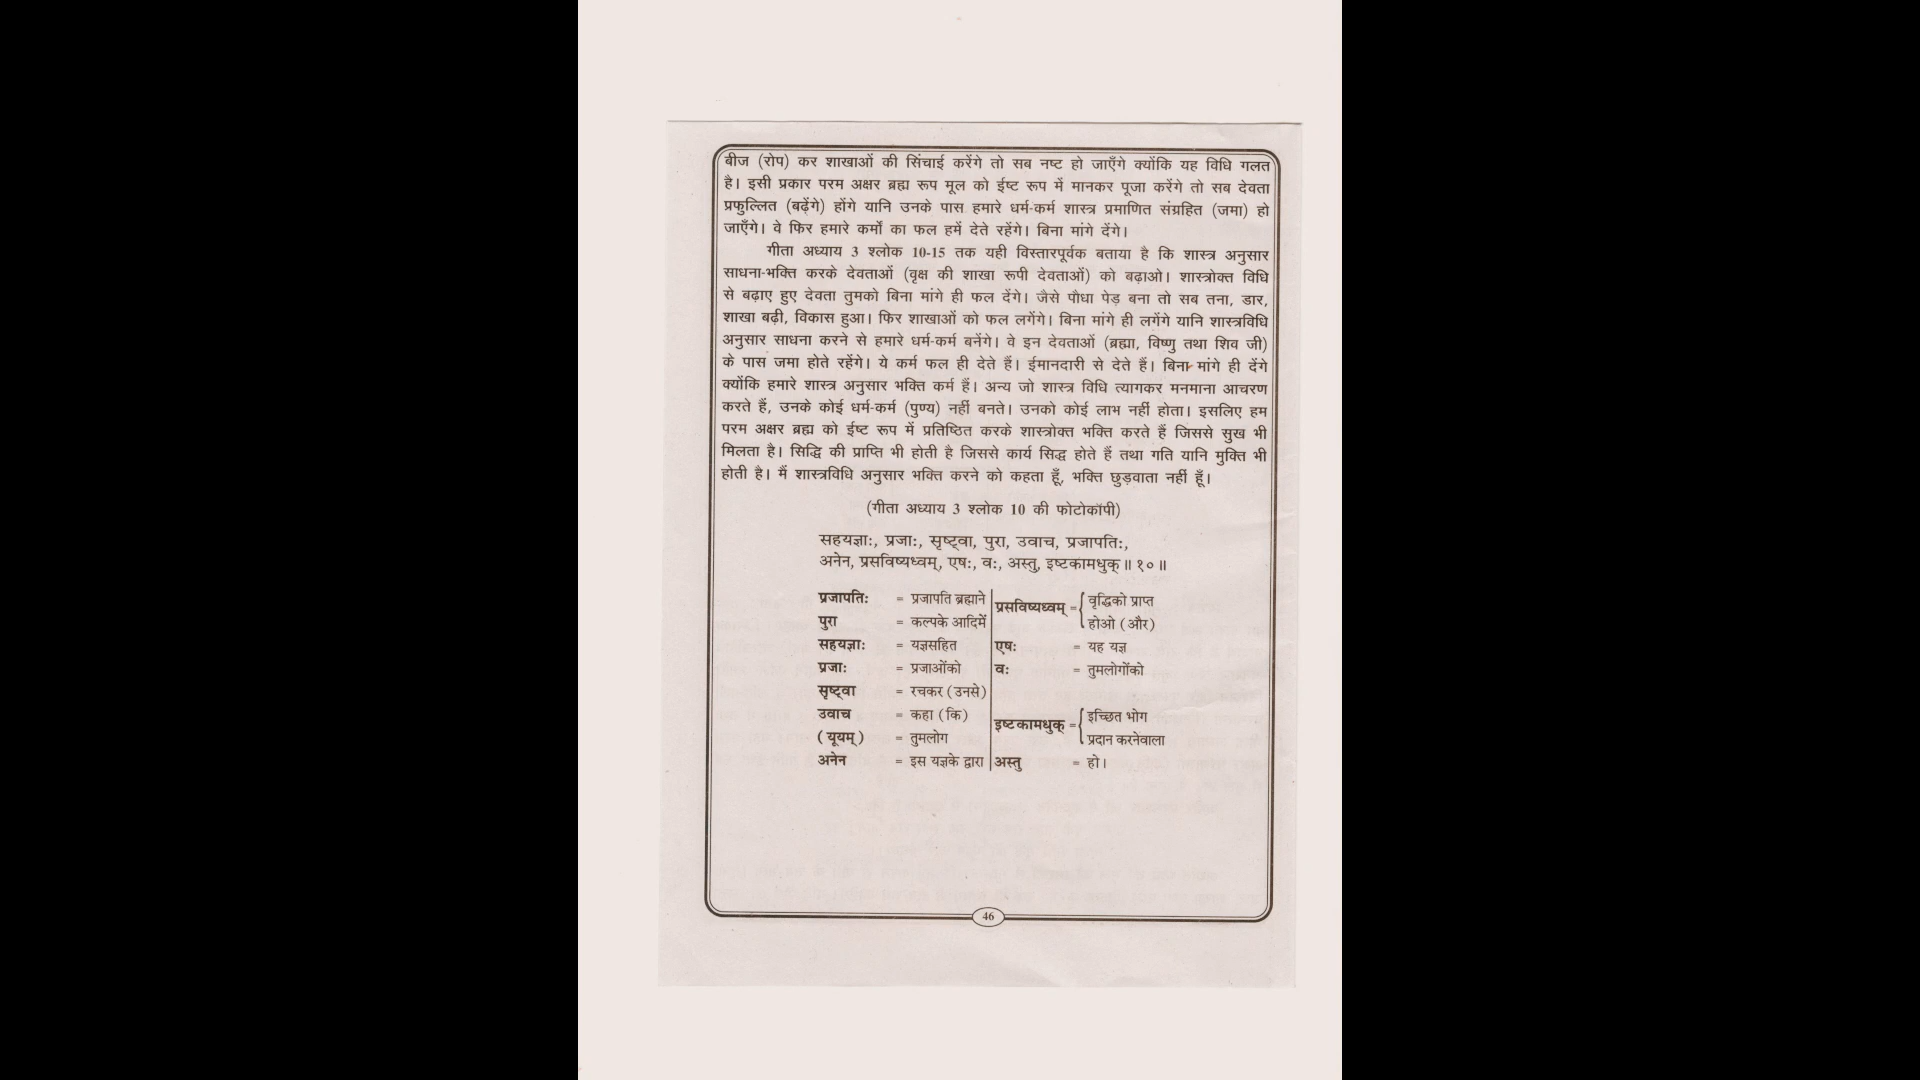 बीज (रोप) कर शाखाओं की सिंचाई करेंगे तो सब नष्ट हो जाएँगे क्योंकि यह विधि गलत
है। इसी प्रकार परम अक्षर ब्रह्म रूप मूल को ईष्ट रूप में मानकर पूजा करेंगे तो सब देवता
प्रफुल्लित (बढ़ेंगे) होंगे यानि उनके पास हमारे धर्म-कर्म शास्त्र प्रमाणित संग्रहित (जमा) हो
जाएँगे। वे फिर हमारे कर्मों का फल हमें देते रहेंगे। बिना मांगे देंगे।
गीता अध्याय 3 श्लोक 10-15 तक यही विस्तारपूर्वक बताया है कि शास्त्र अनुसार
साधना-भक्ति करके देवताओं (वृक्ष की शाखा रूपी देवताओं) को बढ़ाओ। शास्त्रोक्त विधि
से बढ़ाए हुए देवता तुमको बिना मांगे ही फल देंगे। जैसे पौधा पेड़ बना तो सब तना, डार,
शाखा बढ़ी, विकास हुआ। फिर शाखाओं को फल लगेंगे। बिना मांगे ही लगेंगे यानि शास्त्रविधि
अनुसार साधना करने से हमारे धर्म-कर्म बनेंगे। वे इन देवताओं (ब्रह्मा, विष्णु तथा शिव जी)
के पास जमा होते रहेंगे। ये कर्म फल ही देते हैं। ईमानदारी से देते हैं। बिना मांगे ही देंगे
क्योंकि हमारे शास्त्र अनुसार भक्ति कर्म हैं। अन्य जो शास्त्र विधि त्यागकर मनमाना आचरण
करते हैं, उनके कोई धर्म-कर्म (पुण्य) नहीं बनते। उनको कोई लाभ नहीं होता। इसलिए हम
परम अक्षर ब्रह्म को ईष्ट रूप में प्रतिष्ठित करके शास्त्रोक्त भक्ति करते हैं जिससे सुख भी
मिलता है। सिद्धि की प्राप्ति भी होती है जिससे कार्य सिद्ध होते हैं तथा गति यानि मुक्ति भी
होती है। मैं शास्त्रविधि अनुसार भक्ति करने को कहता हूँ, भक्ति छुड़वाता नहीं हूँ।
(गीता अध्याय 3 श्लोक 10 की फोटोकॉपी)
सहयज्ञाः, प्रजाः, सृष्ट्वा, पुरा, उवाच, प्रजापतिः,
अनेन, प्रसविष्यध्वम्, एषः, वः, अस्तु, इष्टकामधुक्॥ १०॥
प्रजापतिः = प्रजापति ब्रह्माने
पुरा = कल्पके आदिमें
सहयज्ञाः = यज्ञसहित
प्रजाः = प्रजाओंको
सृष्ट्वा = रचकर (उनसे)
उवाच = कहा (कि)
(यूयम्) = तुमलोग
अनेन = इस यज्ञके द्वारा
प्रसविष्यध्वम् = वृद्धिको प्राप्त
होओ (और)
एषः = यह यज्ञ
वः = तुमलोगोंको
इष्टकामधुक् = इच्छित भोग
प्रदान करनेवाला
अस्तु = हो।
46